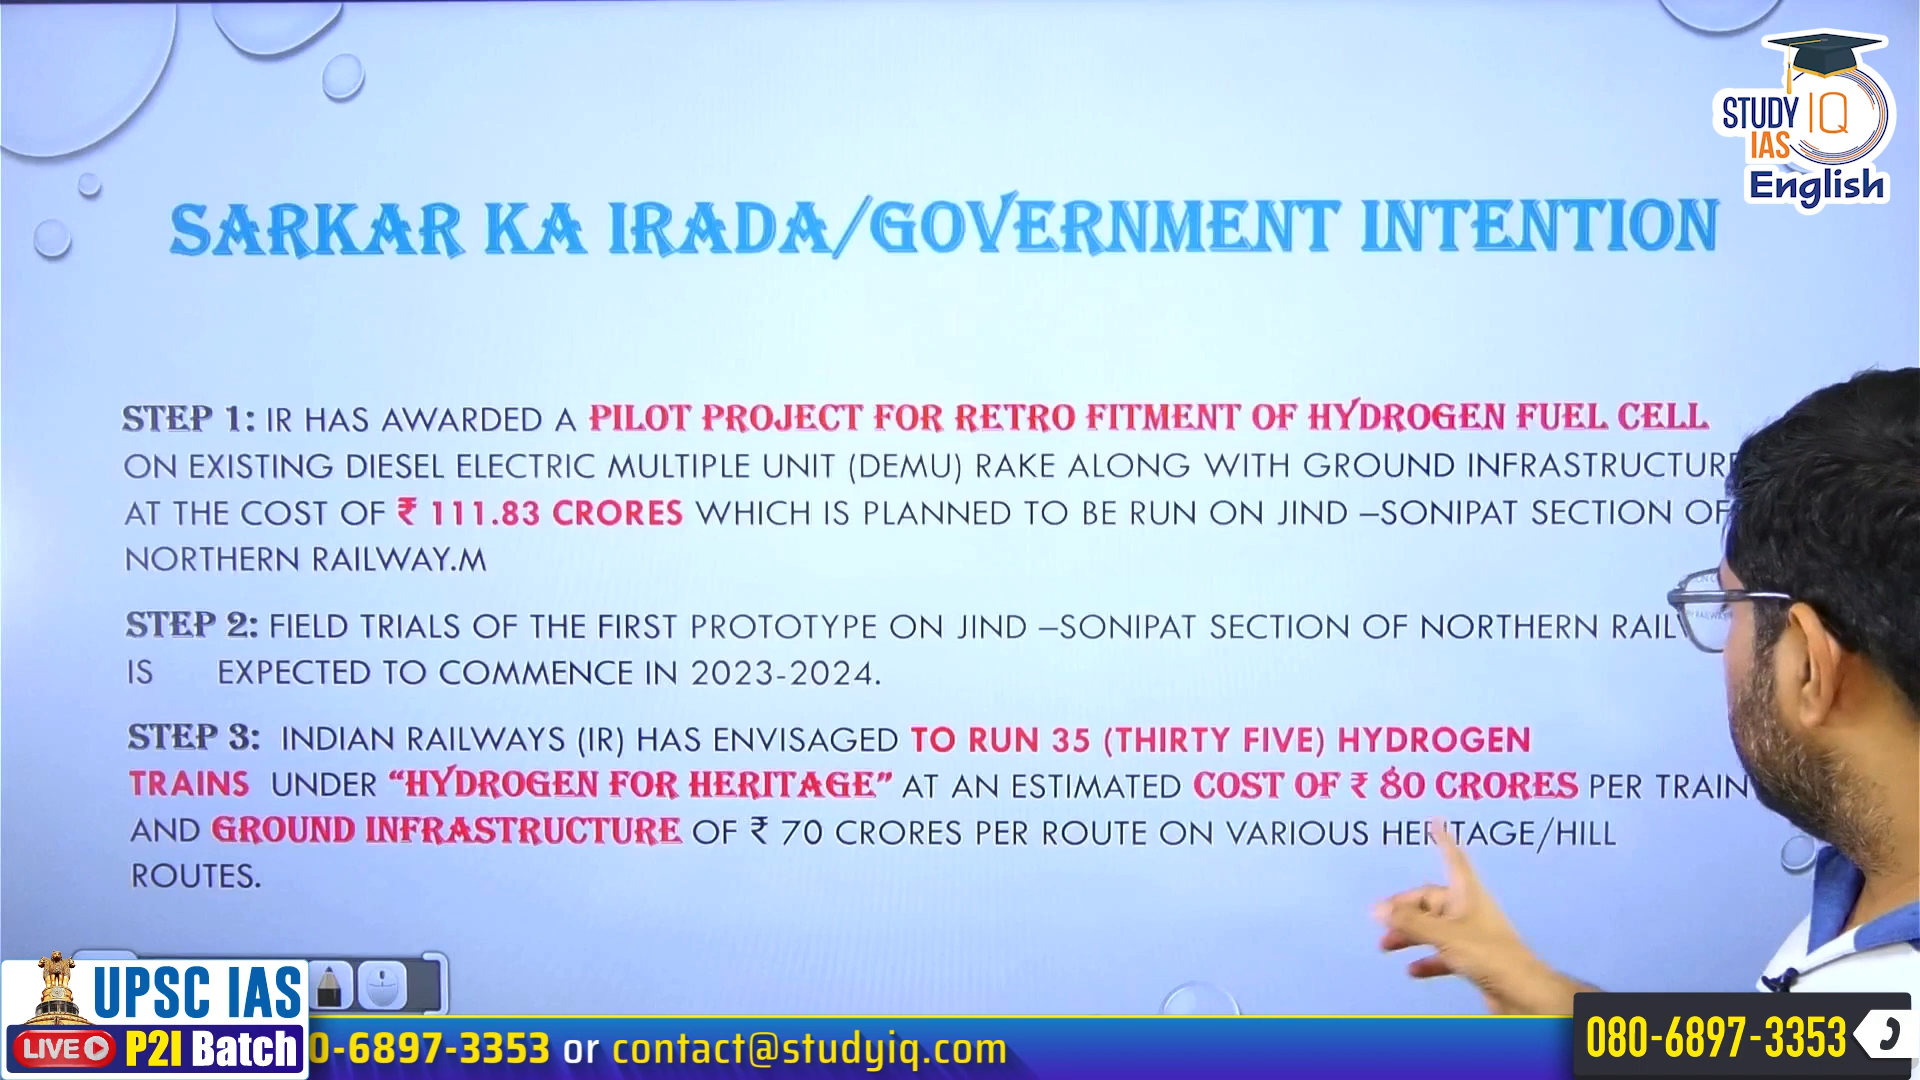 STUDY IQ
IAS
English
SARKAR KA IRADA/GOVERNMENT INTENTION
STEP 1: IR HAS AWARDED A PILOT PROJECT FOR RETRO FITMENT OF HYDROGEN FUEL CELL
ON EXISTING DIESEL ELECTRIC MULTIPLE UNIT (DEMU) RAKE ALONG WITH GROUND INFRASTRUCTURE
AT THE COST OF ₹ 111.83 CRORES WHICH IS PLANNED TO BE RUN ON JIND –SONIPAT SECTION OF
NORTHERN RAILWAY.M
STEP 2: FIELD TRIALS OF THE FIRST PROTOTYPE ON JIND –SONIPAT SECTION OF NORTHERN
IS EXPECTED TO COMMENCE IN 2023-2024.
STEP 3: INDIAN RAILWAYS (IR) HAS ENVISAGED TO RUN 35 (THIRTY FIVE) HYDROGEN
TRAINS UNDER “HYDROGEN FOR HERITAGE” AT AN ESTIMATED COST OF ₹ 80 CRORES PER TRAIN
AND GROUND INFRASTRUCTURE OF ₹ 70 CRORES PER ROUTE ON VARIOUS HERITAGE/HILL
ROUTES.
UPSC IAS
LIVE P2I Batch
0-6897-3353 or contact@studyiq.com
080-6897-3353